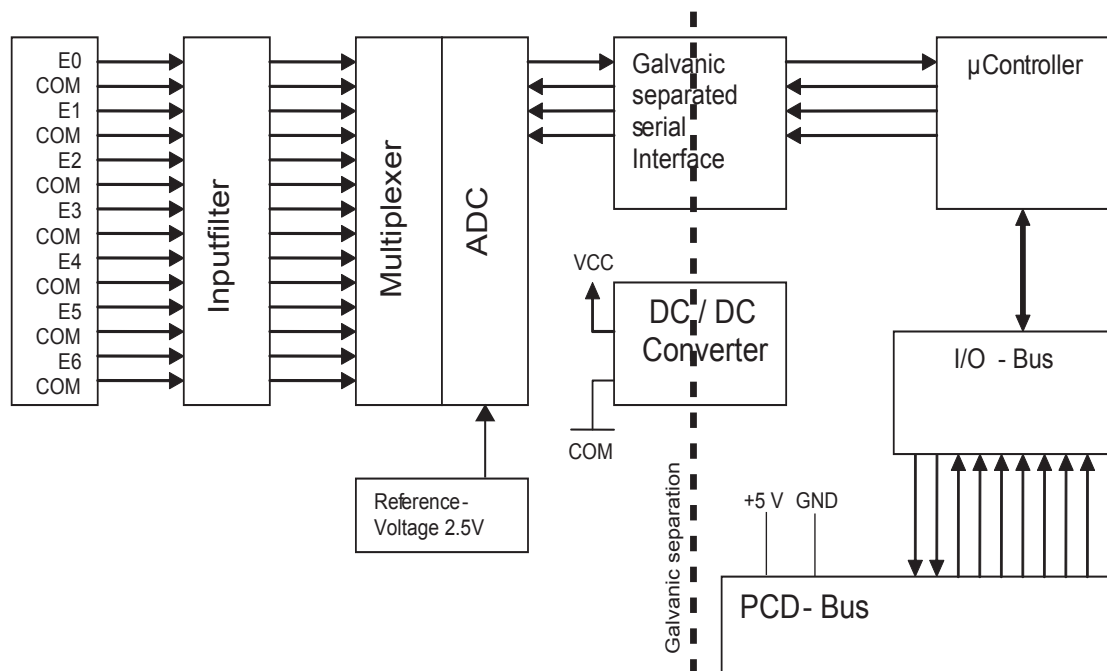 E0
COM
E1
COM
E2
COM
E3
COM
E4
COM
E5
COM
E6
COM
Inputfilter
Multiplexer
ADC
Reference-
Voltage 2.5V
Galvanic
separated
serial
Interface
VCC
DC / DC
Converter
COM
Galvanic separation
µController
I/O - Bus
+5 V GND
PCD- Bus